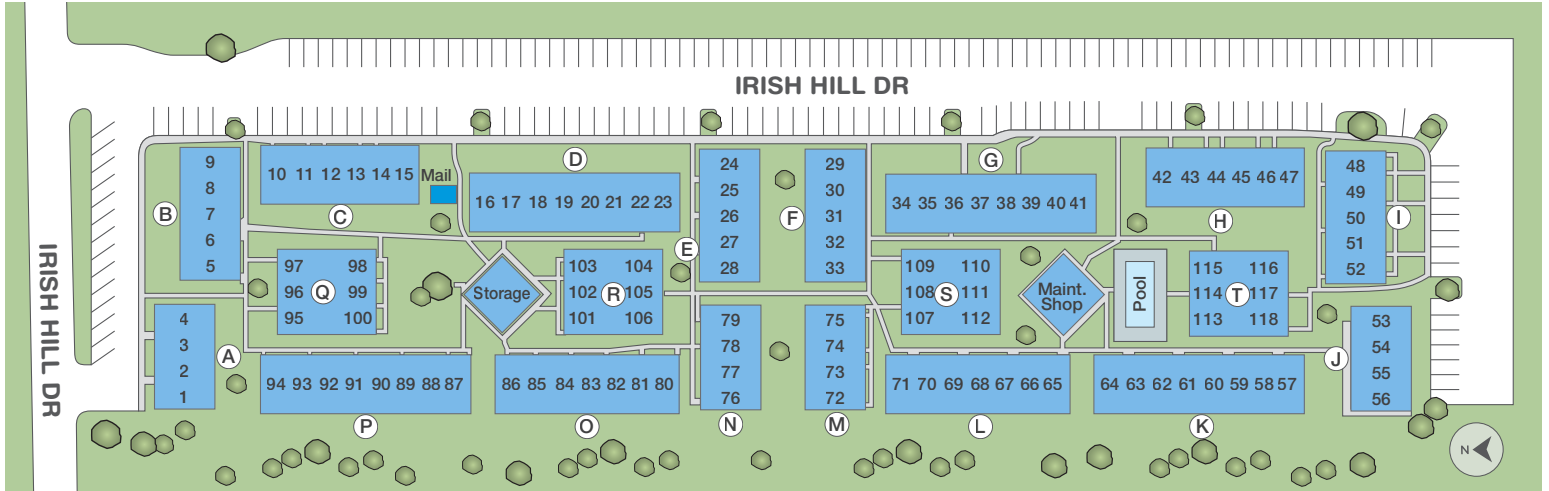 IRISH HILL DR
IRISH HILL DR
B
9
8
7
6
5
10 11 12 13 14 15
C
Mail
D
16 17 18 19 20 21 22 23
E
24
25
26
27
28
F
29
30
31
32
33
G
34 35 36 37 38 39 40 41
42 43 44 45 46 47
H
48
49
50
51
52
I
97 98
96 Q 99
95 100
Storage
103 104
102 R 105
101 106
109 110
108 S 111
107 112
Maint.
Shop
Pool
115 116
114 T 117
113 118
4
3
2
1
A
94 93 92 91 90 89 88 87
P
86 85 84 83 82 81 80
O
79
78
77
76
N
75
74
73
72
M
71 70 69 68 67 66 65
L
64 63 62 61 60 59 58 57
K
J
53
54
55
56
N